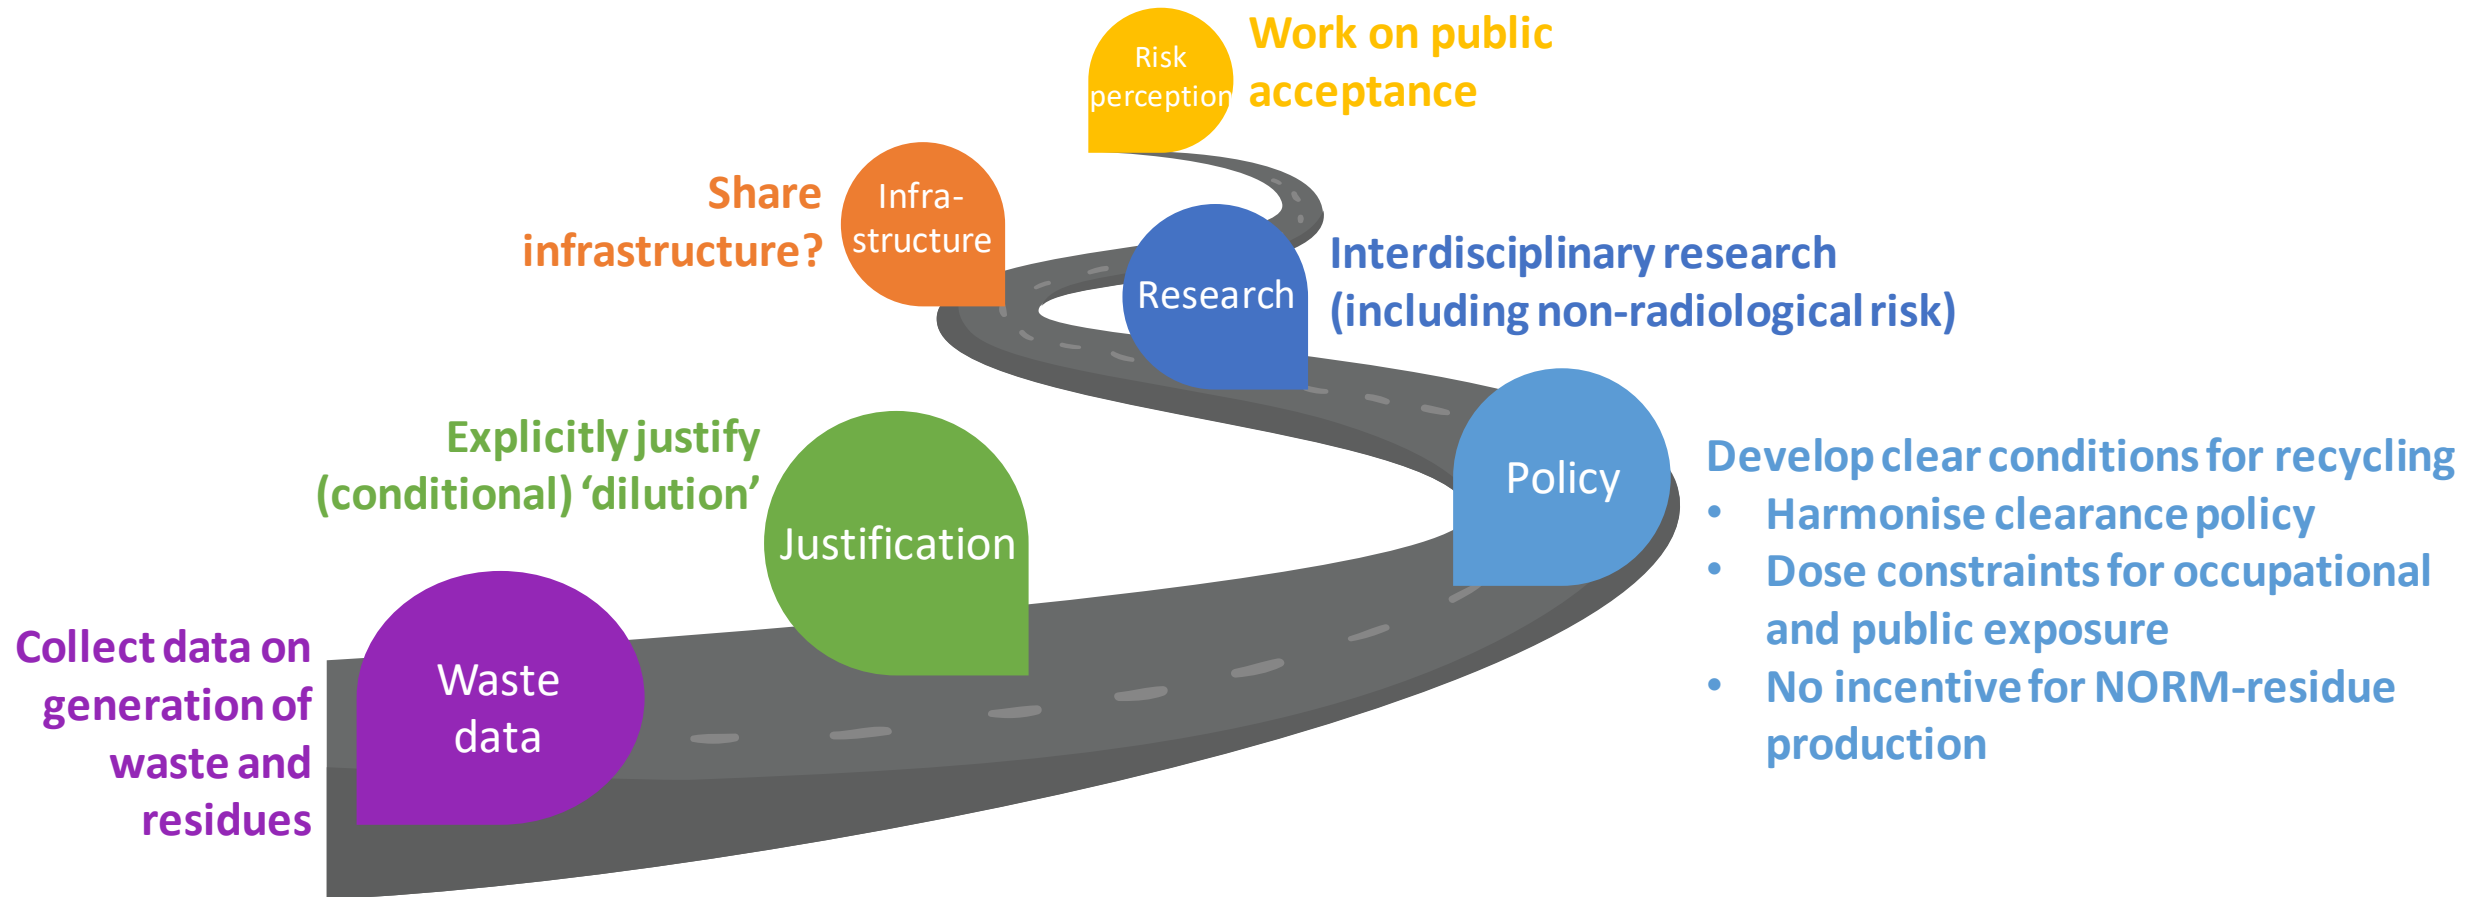 Risk
perception
Work on public
acceptance
Infra-
structure
Share
infrastructure?
Research
Interdisciplinary research
(including non-radiological risk)
Explicitly justify
(conditional) ‘dilution’
Justification
Policy
Develop clear conditions for recycling
• Harmonise clearance policy
• Dose constraints for occupational
and public exposure
• No incentive for NORM-residue
production
Waste
data
Collect data on
generation of
waste and
residues